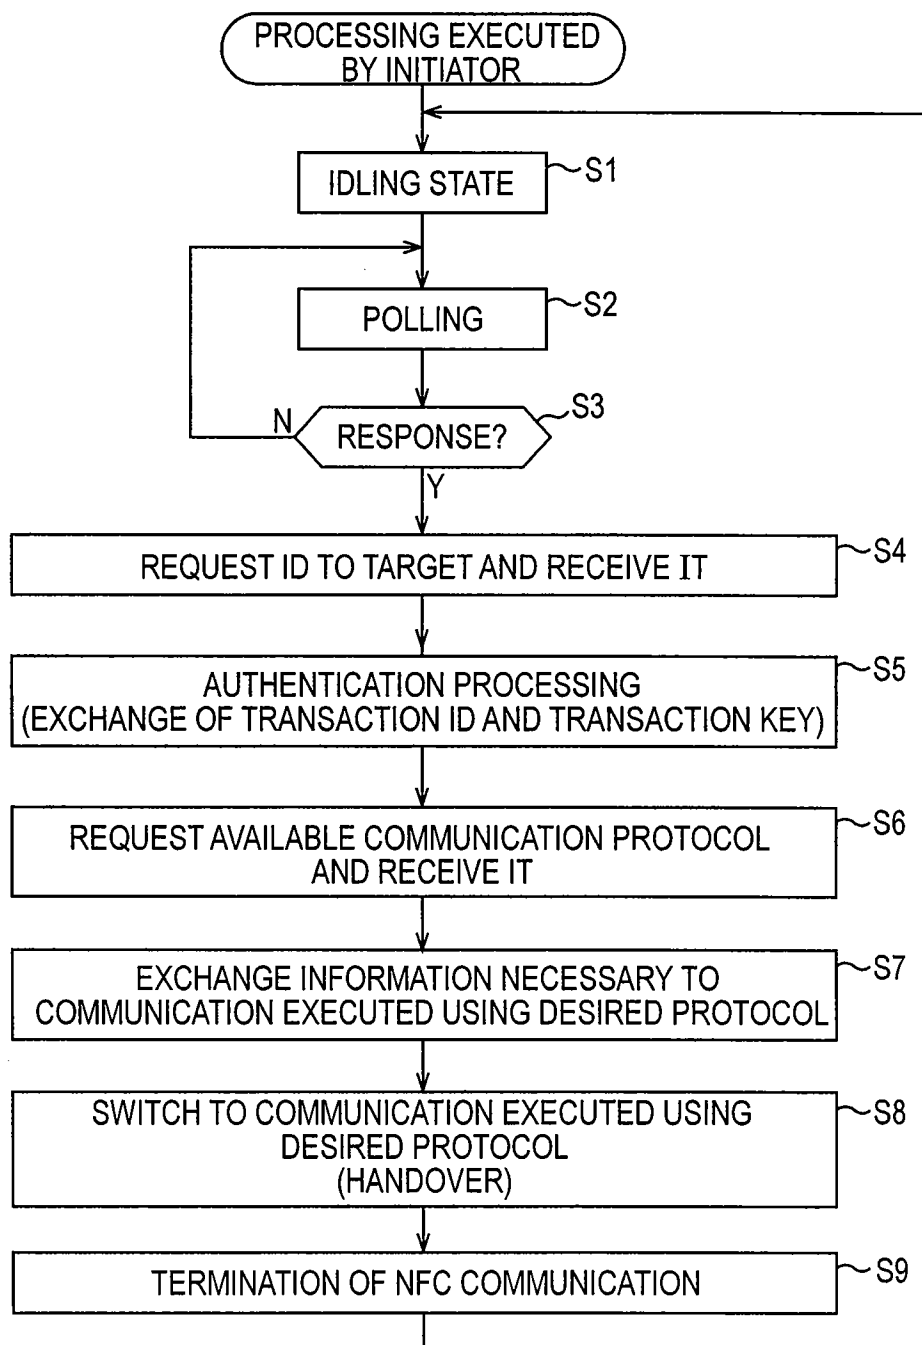 PROCESSING EXECUTED
BY INITIATOR
IDLING STATE
S1
POLLING
S2
RESPONSE?
S3
N
Y
REQUEST ID TO TARGET AND RECEIVE IT
S4
AUTHENTICATION PROCESSING
(EXCHANGE OF TRANSACTION ID AND TRANSACTION KEY)
S5
REQUEST AVAILABLE COMMUNICATION PROTOCOL
AND RECEIVE IT
S6
EXCHANGE INFORMATION NECESSARY TO
COMMUNICATION EXECUTED USING DESIRED PROTOCOL
S7
SWITCH TO COMMUNICATION EXECUTED USING
DESIRED PROTOCOL
(HANDOVER)
S8
TERMINATION OF NFC COMMUNICATION
S9